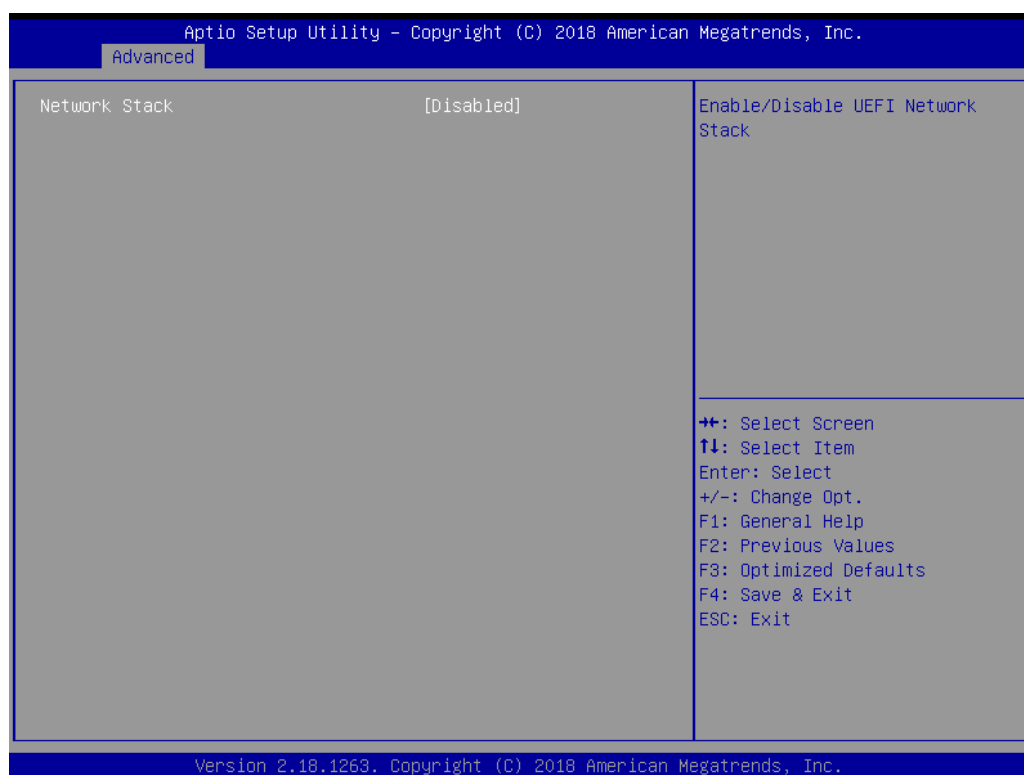 Aptio Setup Utility – Copyright (C) 2018 American Megatrends, Inc.
Advanced
Network Stack [Disabled]
Enable/Disable UEFI Network
Stack
→←: Select Screen
↑↓: Select Item
Enter: Select
+/-: Change Opt.
F1: General Help
F2: Previous Values
F3: Optimized Defaults
F4: Save & Exit
ESC: Exit
Version 2.18.1263. Copyright (C) 2018 American Megatrends, Inc.